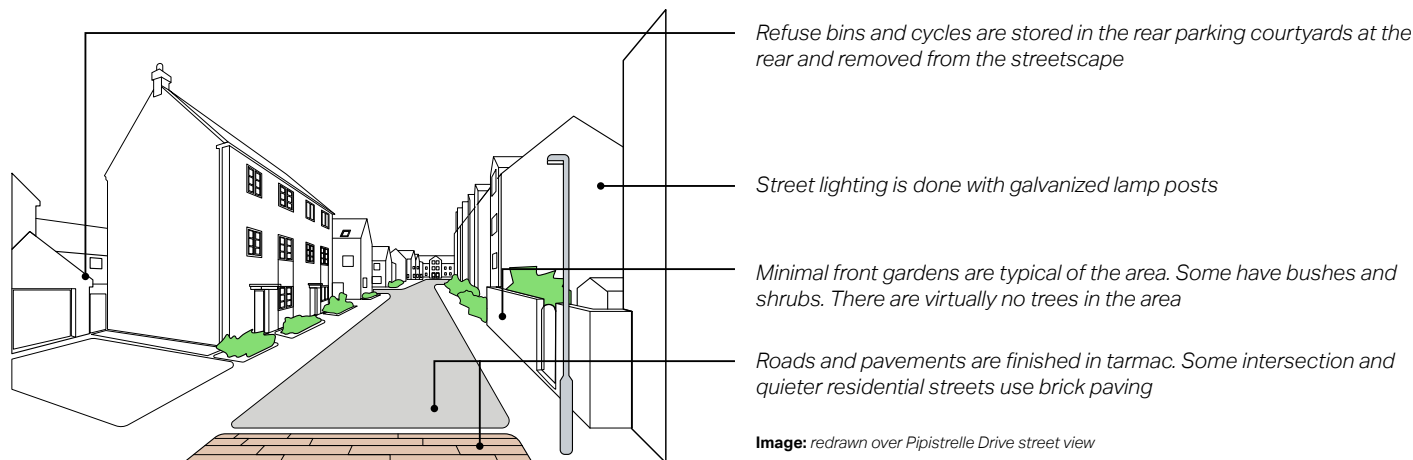 Refuse bins and cycles are stored in the rear parking courtyards at the
rear and removed from the streetscape
Street lighting is done with galvanized lamp posts
Minimal front gardens are typical of the area. Some have bushes and
shrubs. There are virtually no trees in the area
Roads and pavements are finished in tarmac. Some intersection and
quieter residential streets use brick paving
Image: redrawn over Pipistrelle Drive street view